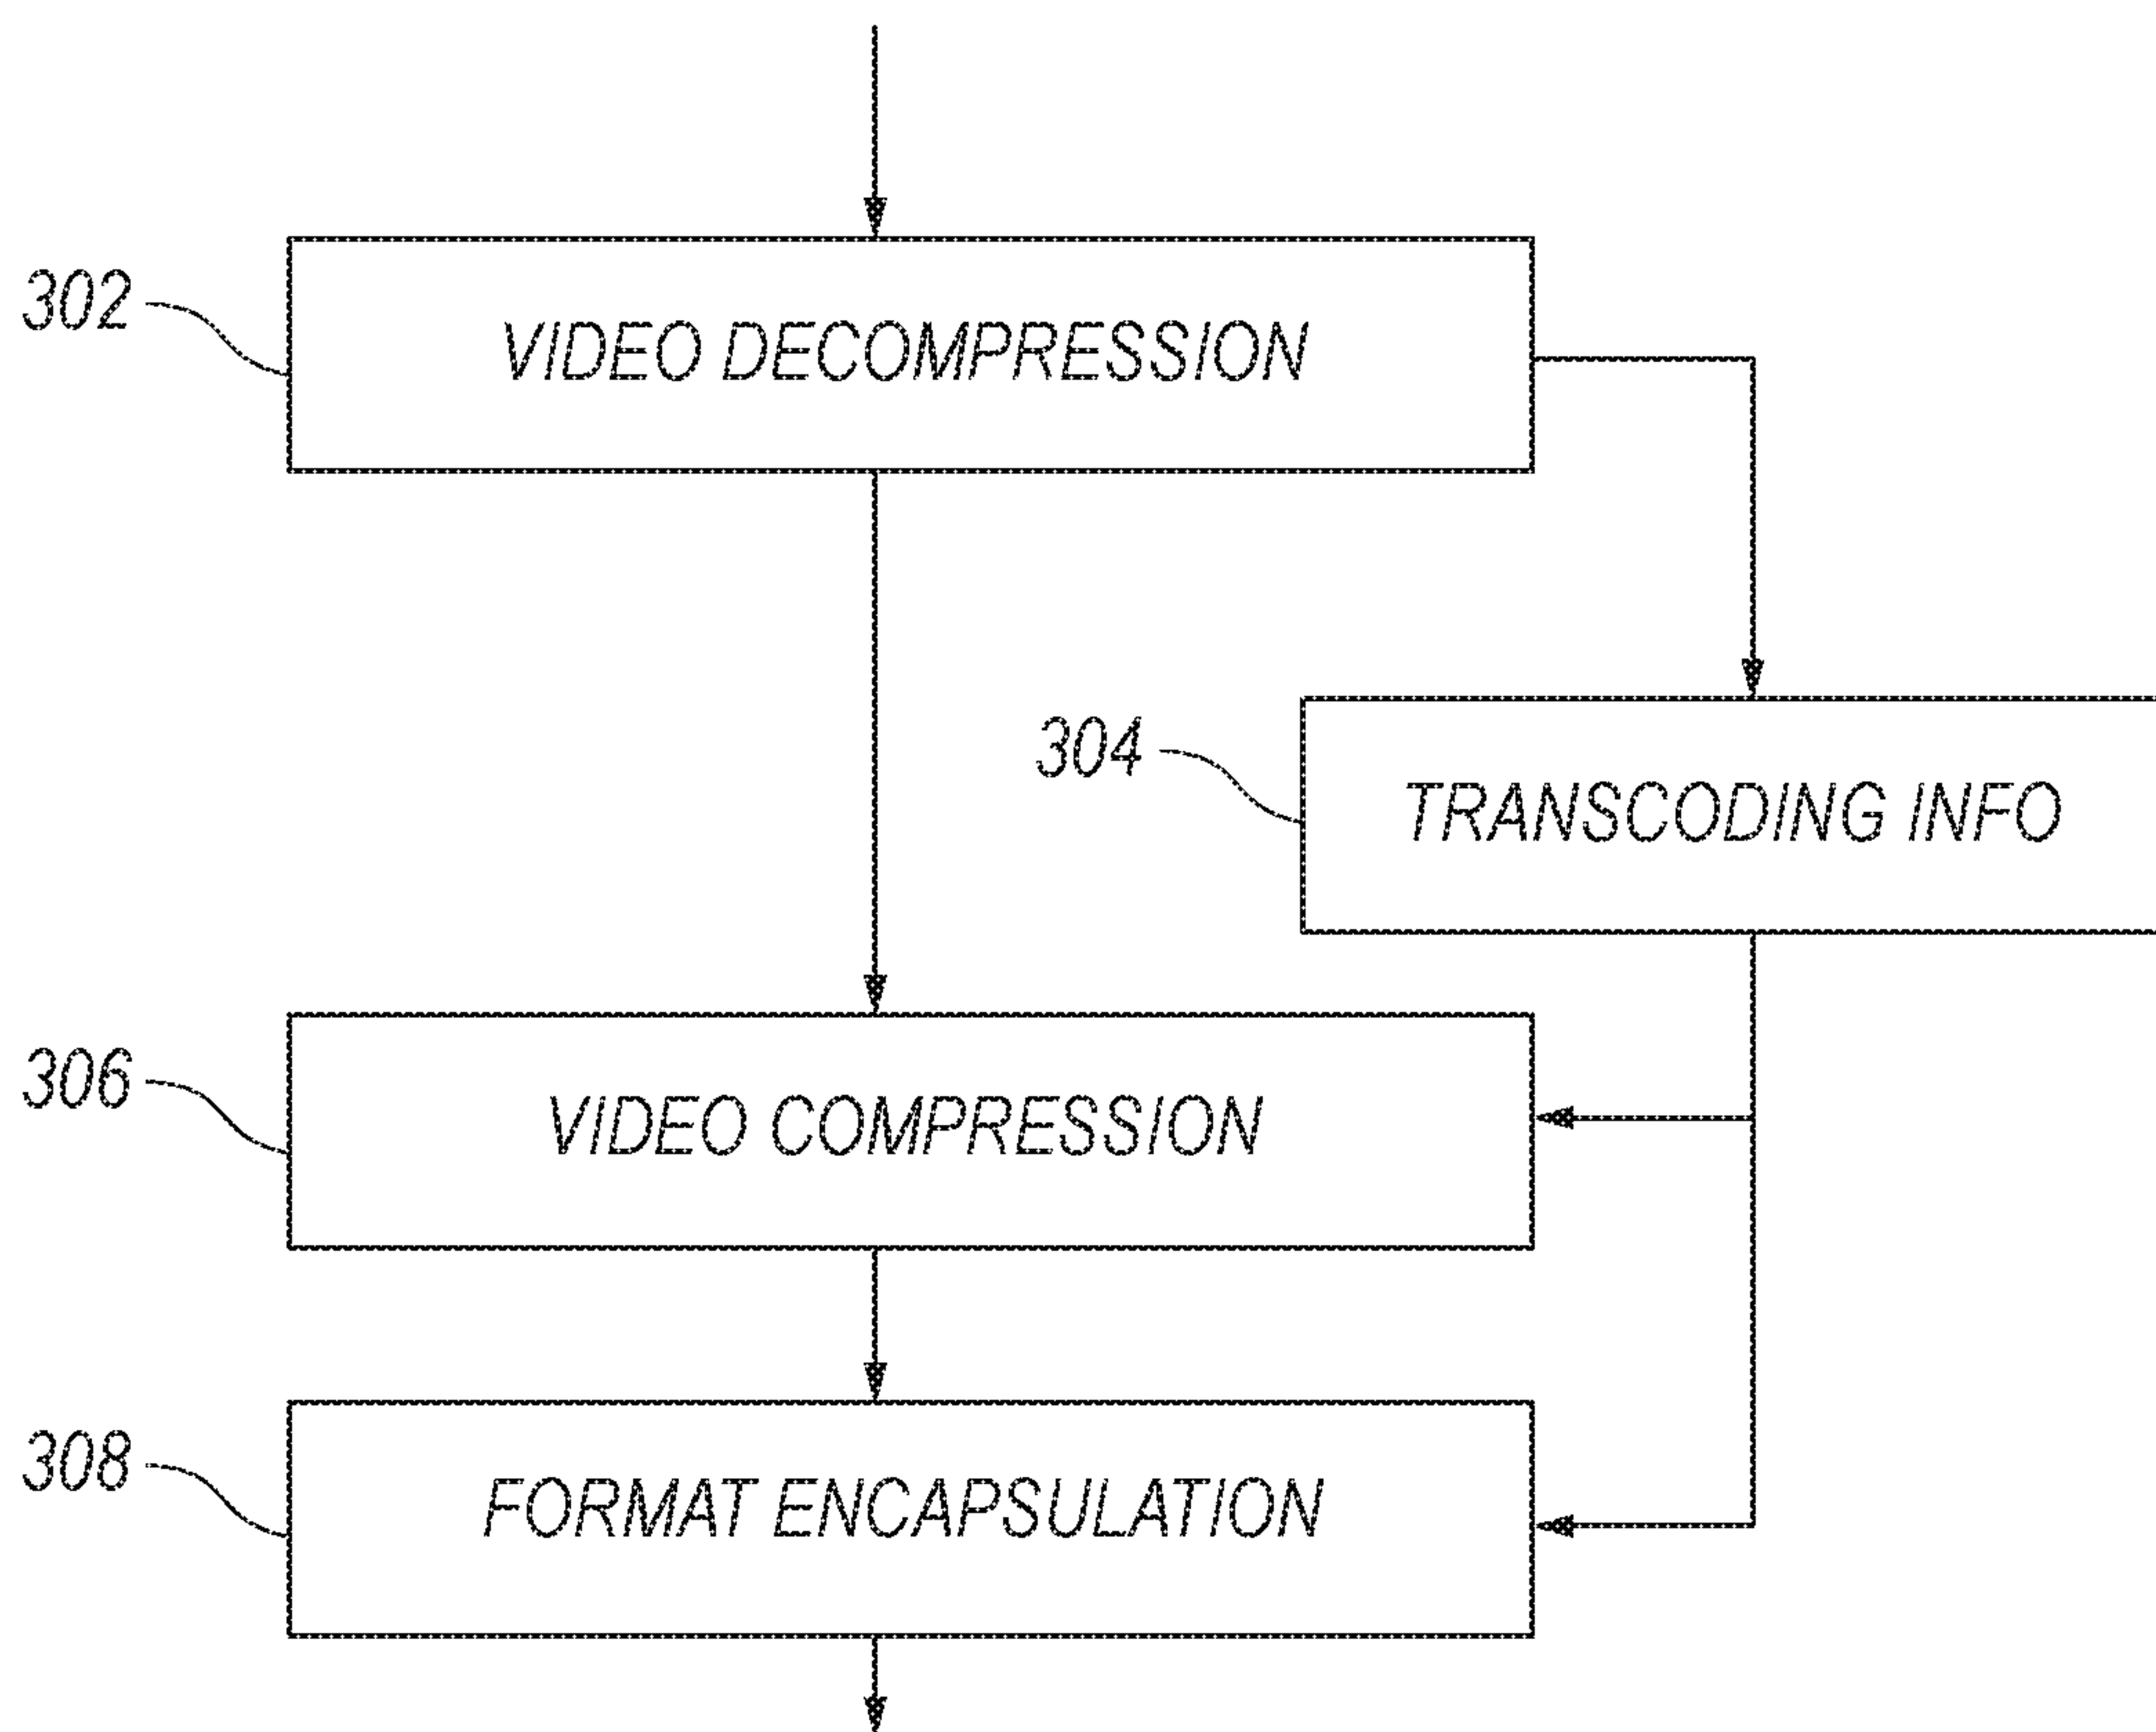 302
VIDEO DECOMPRESSION
304
TRANSCODING INFO
306
VIDEO COMPRESSION
308
FORMAT ENCAPSULATION